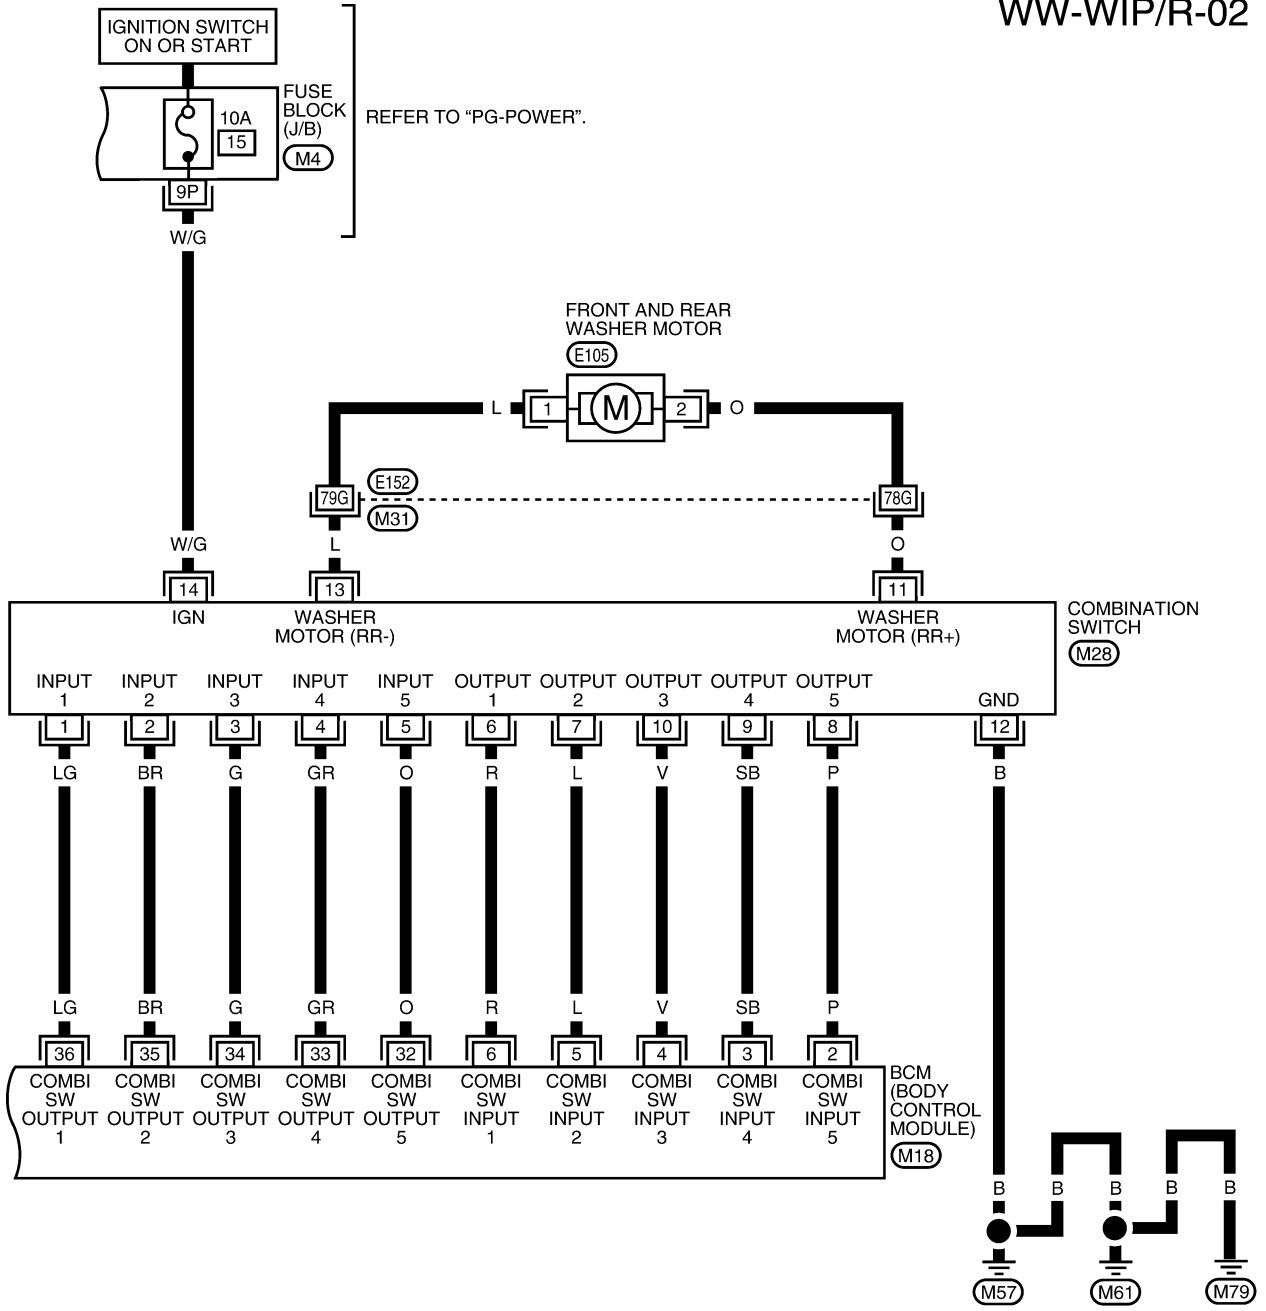 WW-WIP/R-02
IGNITION SWITCH
ON OR START
FUSE
BLOCK
(J/B)
M4
10A
15
REFER TO “PG-POWER”.
9P
W/G
FRONT AND REAR
WASHER MOTOR
E105
L 1 M 2 O
79G E152 78G
M31
W/G L O
14 13 11
IGN WASHER WASHER
MOTOR (RR-) MOTOR (RR+)
COMBINATION
SWITCH
M28
INPUT INPUT INPUT INPUT INPUT OUTPUT OUTPUT OUTPUT OUTPUT OUTPUT
1 2 3 4 5 1 2 3 4 5 GND
1 2 3 4 5 6 7 10 9 8 12
LG BR G GR O R L V SB P B
LG BR G GR O R L V SB P
36 35 34 33 32 6 5 4 3 2
COMBI COMBI COMBI COMBI COMBI COMBI COMBI COMBI COMBI COMBI
SW SW SW SW SW SW SW SW SW SW
OUTPUT OUTPUT OUTPUT OUTPUT OUTPUT INPUT INPUT INPUT INPUT INPUT
1 2 3 4 5 1 2 3 4 5
BCM
(BODY
CONTROL
MODULE)
M18
B B B B B
M57 M61 M79